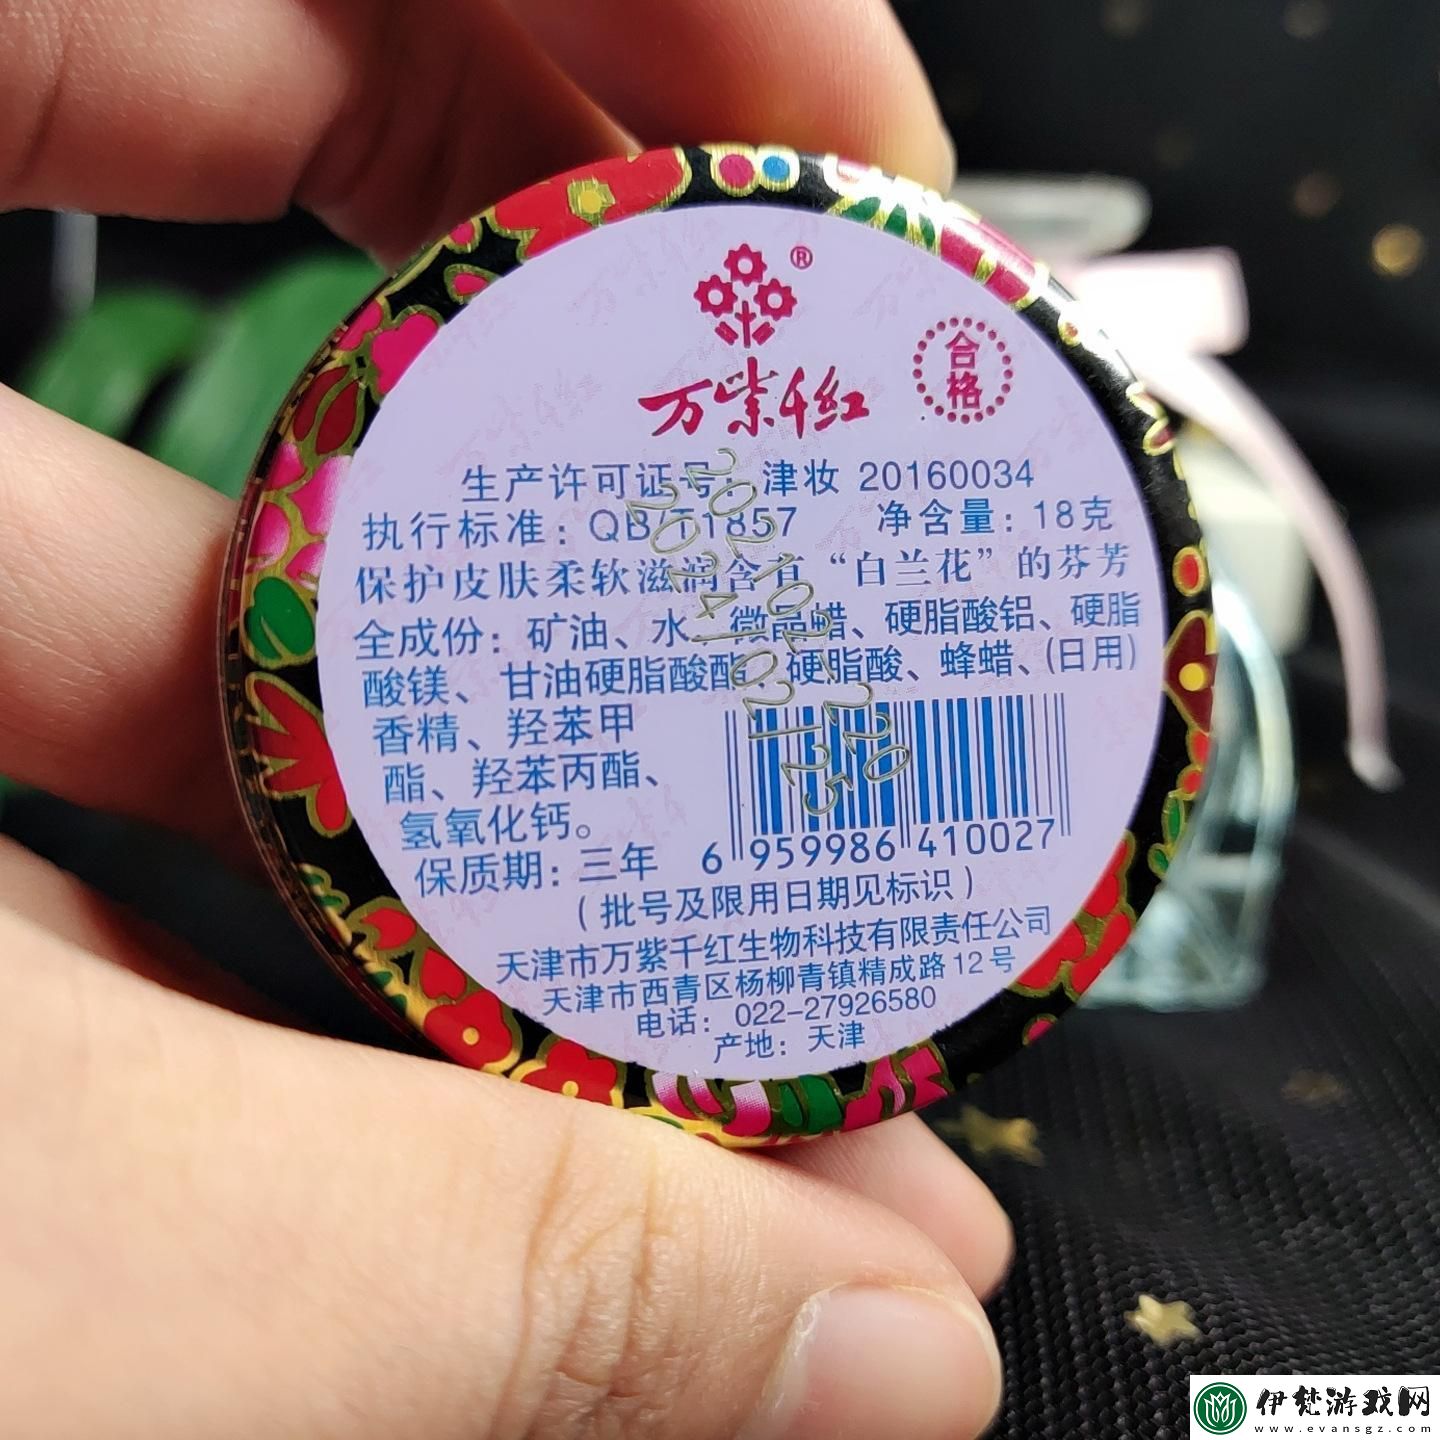 ®
万紫千红
合格
生产许可证号：津妆 20160034
执行标准：QB/T1857 净含量：18克
保护皮肤柔软滋润含有“白兰花”的芬芳
全成份：矿油、水、微晶蜡、硬脂酸铝、硬脂
酸镁、甘油硬脂酸酯、硬脂酸、蜂蜡、(日用)
香精、羟苯甲
酯、羟苯丙酯、
氢氧化钙。
保质期：三年
6 959986 410027
（批号及限用日期见标识）
天津市万紫千红生物科技有限责任公司
天津市西青区杨柳青镇精成路12号
电话：022-27926580
产地：天津
2024/02/25
伊梵游戏网
www.evansgz.com